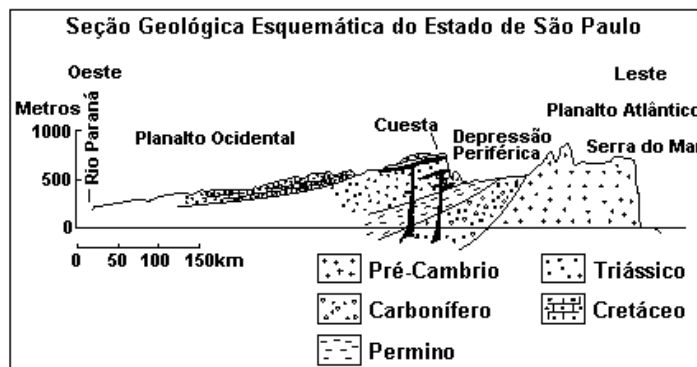 Seção Geológica Esquemática do Estado de São Paulo
Oeste
Leste
Metros
Rio Paraná
Planalto Atlântico
1000
Planalto Ocidental
Cuesta
Depressão
Periférica
Serra do Mar
500
0
0 50 100 150km
Pré-Cambrio
Triássico
Carbonífero
Cretáceo
Permino